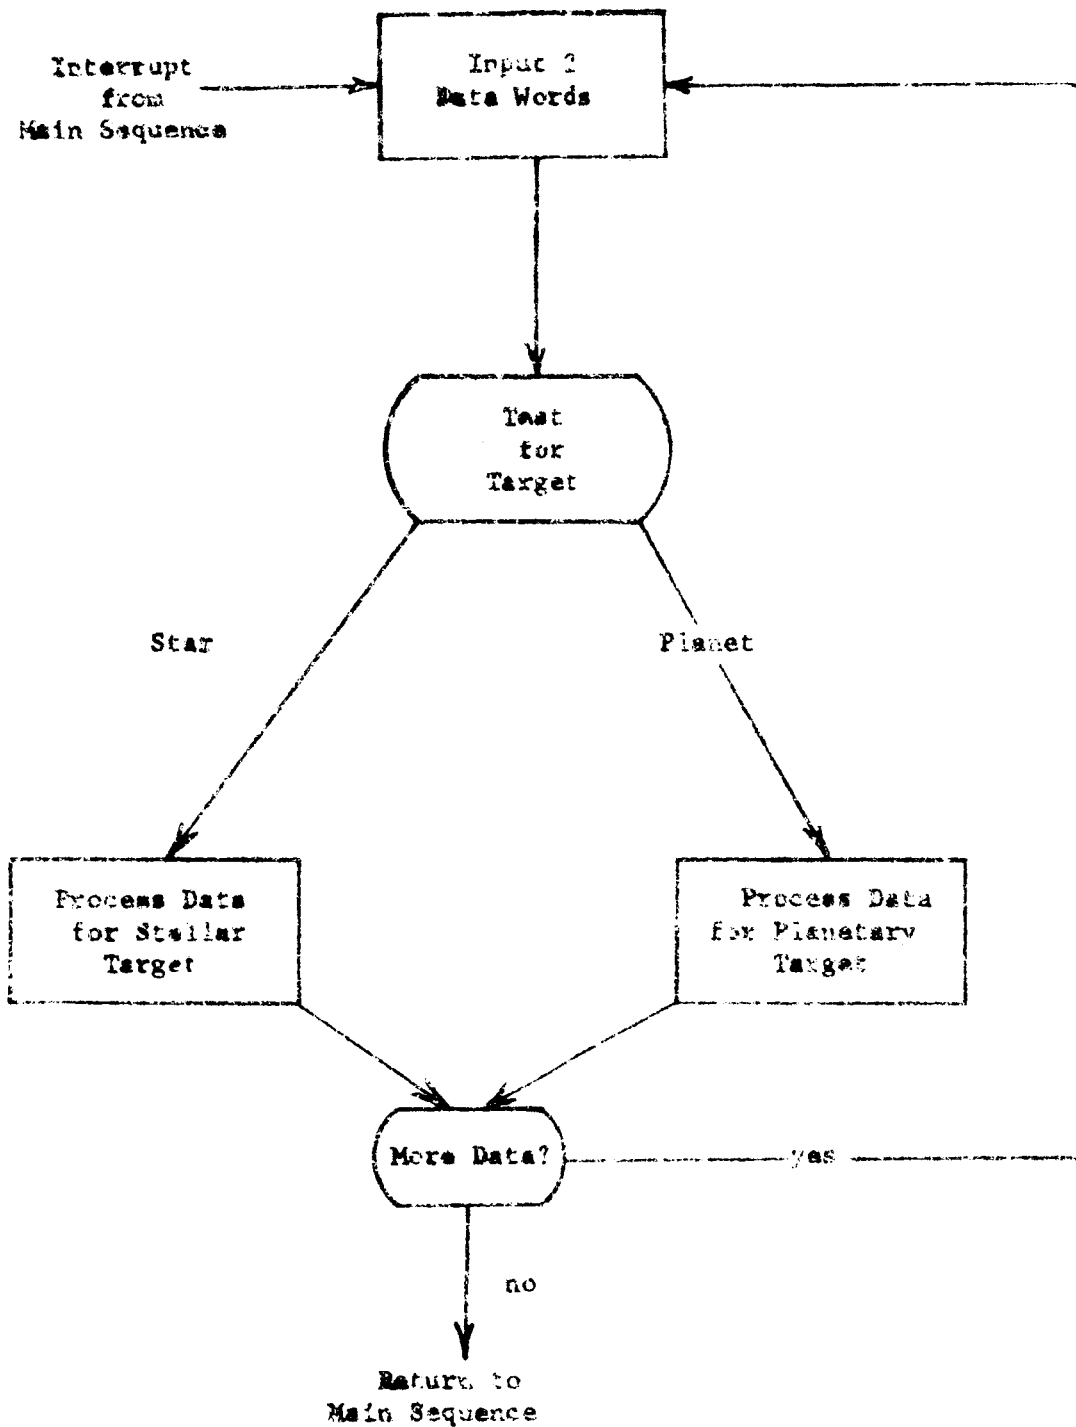 Interrupt
from
Main Sequence
Input
Data Words
Test
for
Target
Star
Planet
Process Data
for Stellar
Target
Process Data
for Planetary
Target
More Data?
yes
no
Return to
Main Sequence